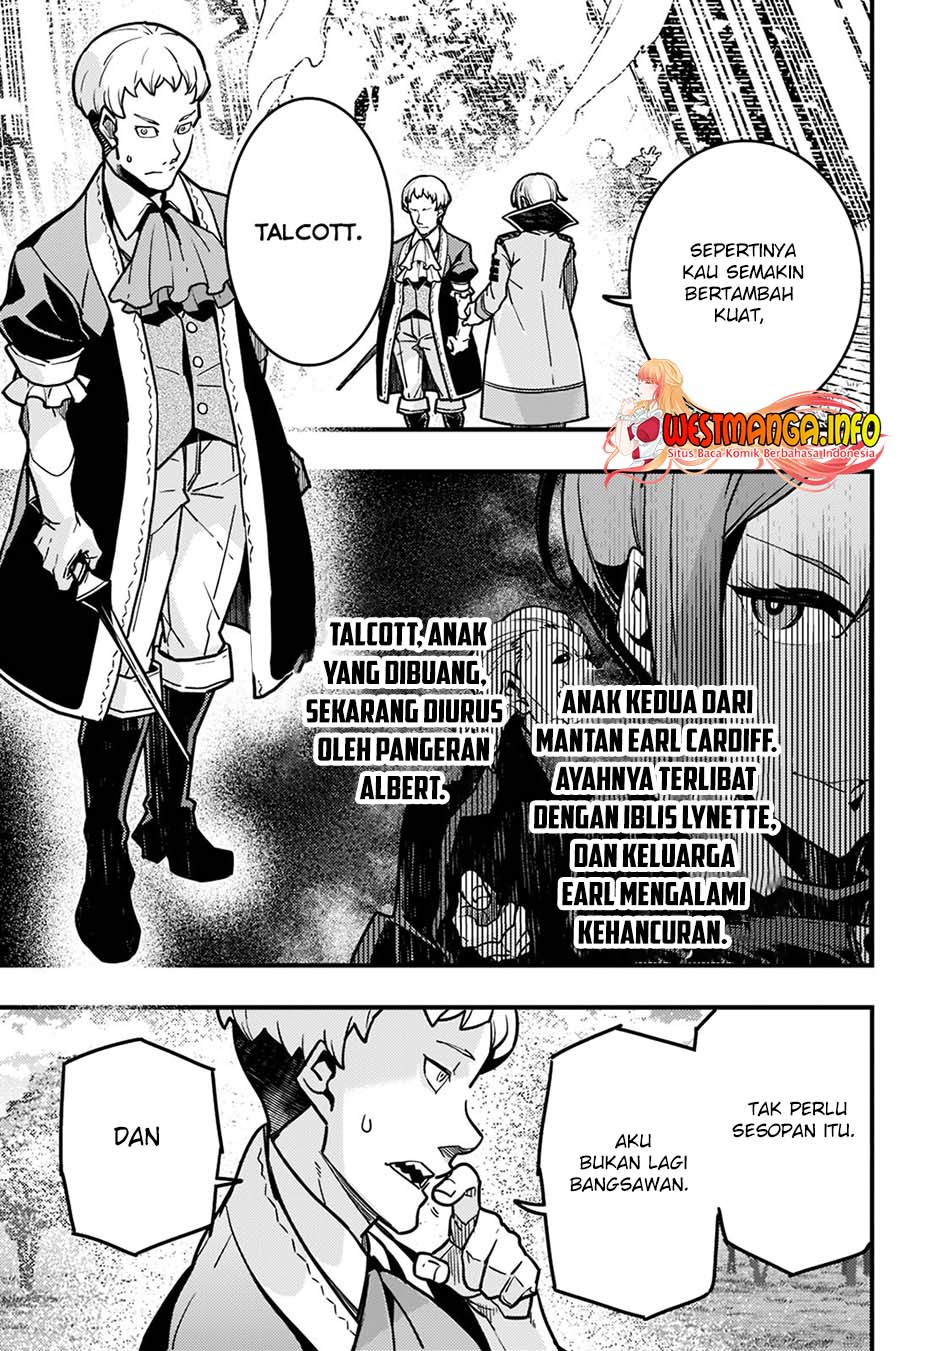 SEPERTINYA
KAU SEMAKIN
BERTAMBAH
KUAT,
TALCOTT.
WESTMANGA.INFO
Situs Baca Komik Berbahasa Indonesia
ANAK KEDUA DARI
MANTAN EARL CARDIFF.
AYAHNYA TERLIBAT
DENGAN IBLIS LYNETTE,
DAN KELUARGA
EARL MENGALAMI
KEHANCURAN.
TALCOTT, ANAK
YANG DIBUANG,
SEKARANG DIURUS
OLEH PANGERAN
ALBERT.
TAK PERLU
SESOPAN ITU.
AKU
BUKAN LAGI
BANGSAWAN.
DAN